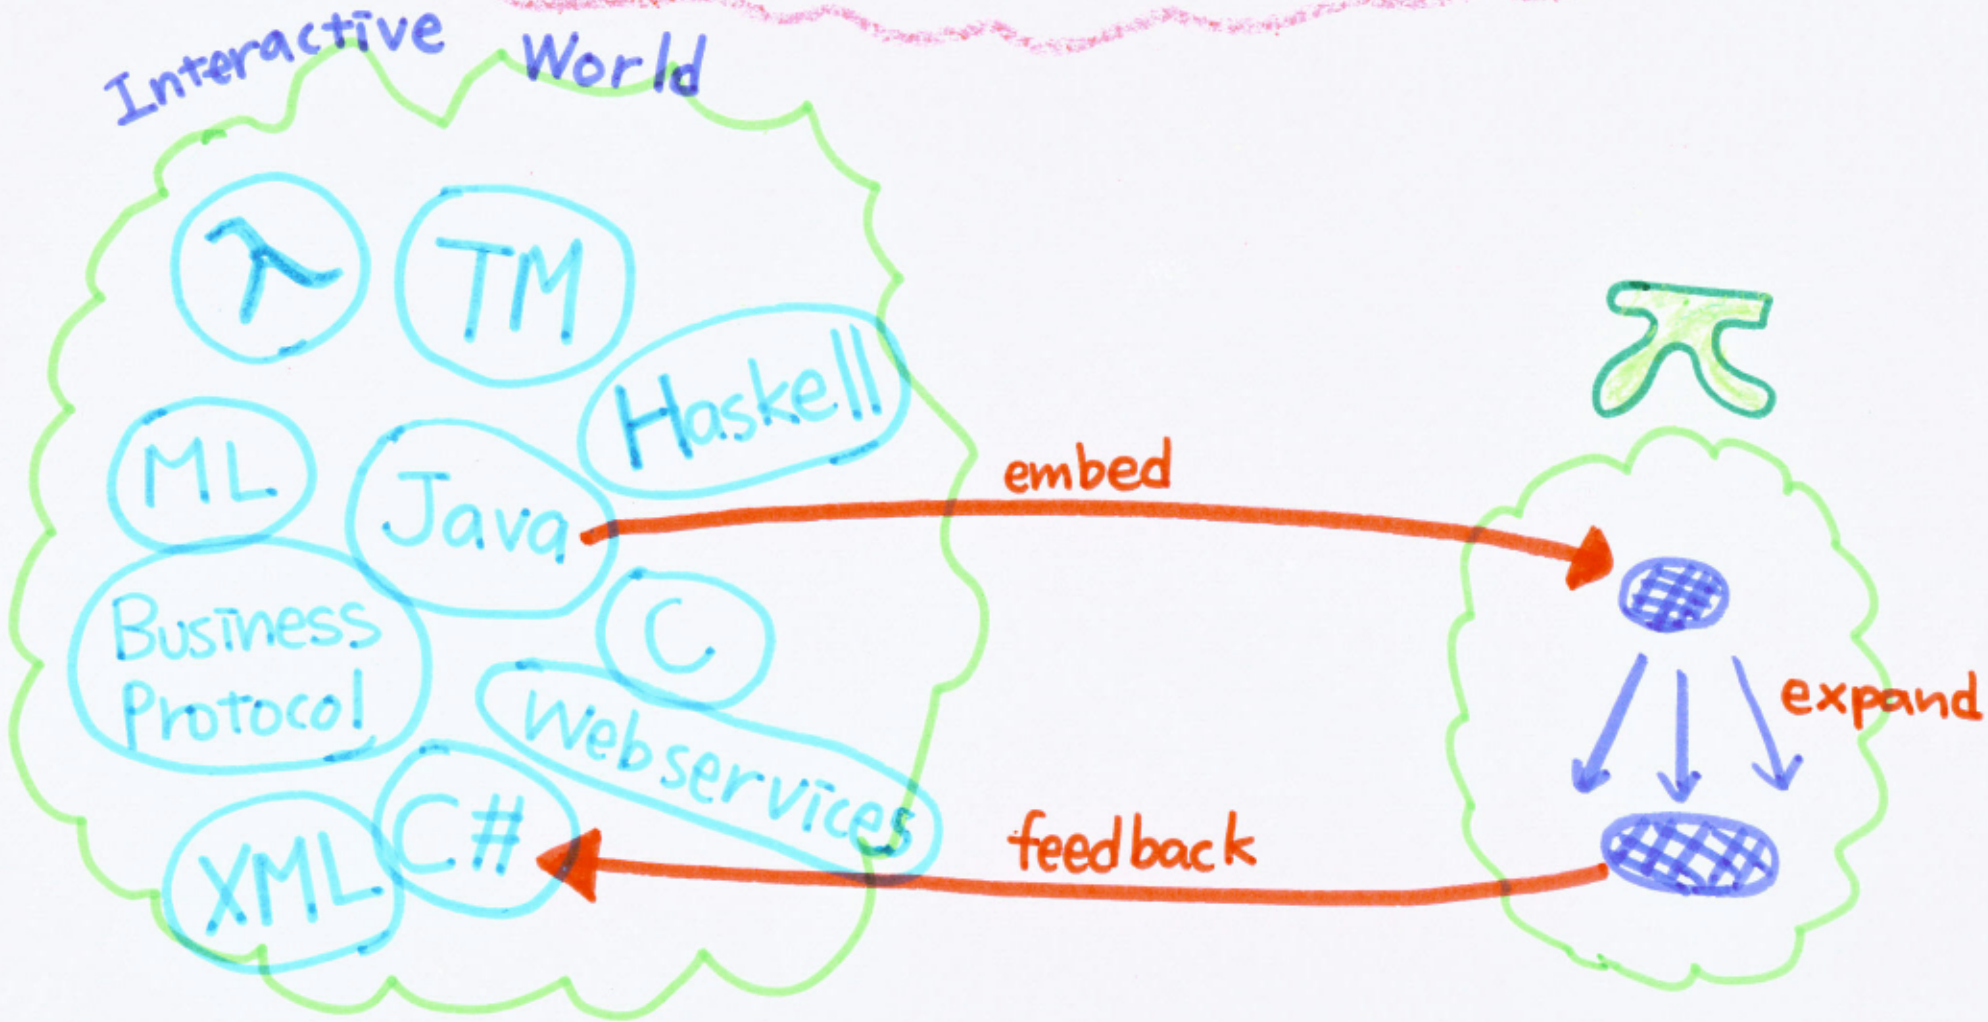 Interactive World
λ
TM
Haskell
ML
Java
embed
π
Business
Protocol
C
Webservices
expand
XML
C#
feedback